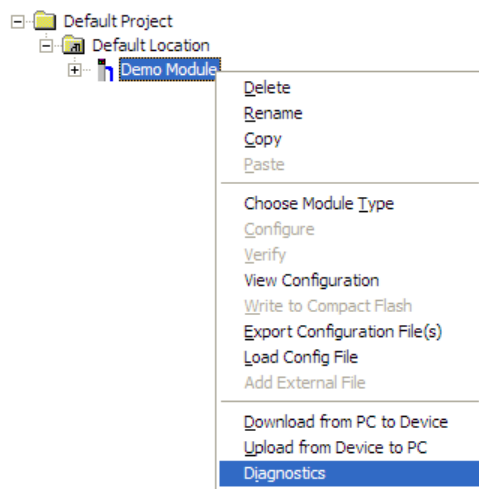 Default Project
Default Location
Demo Module
Delete
Rename
Copy
Paste
Choose Module Type
Configure
Verify
View Configuration
Write to Compact Flash
Export Configuration File(s)
Load Config File
Add External File
Download from PC to Device
Upload from Device to PC
Diagnostics